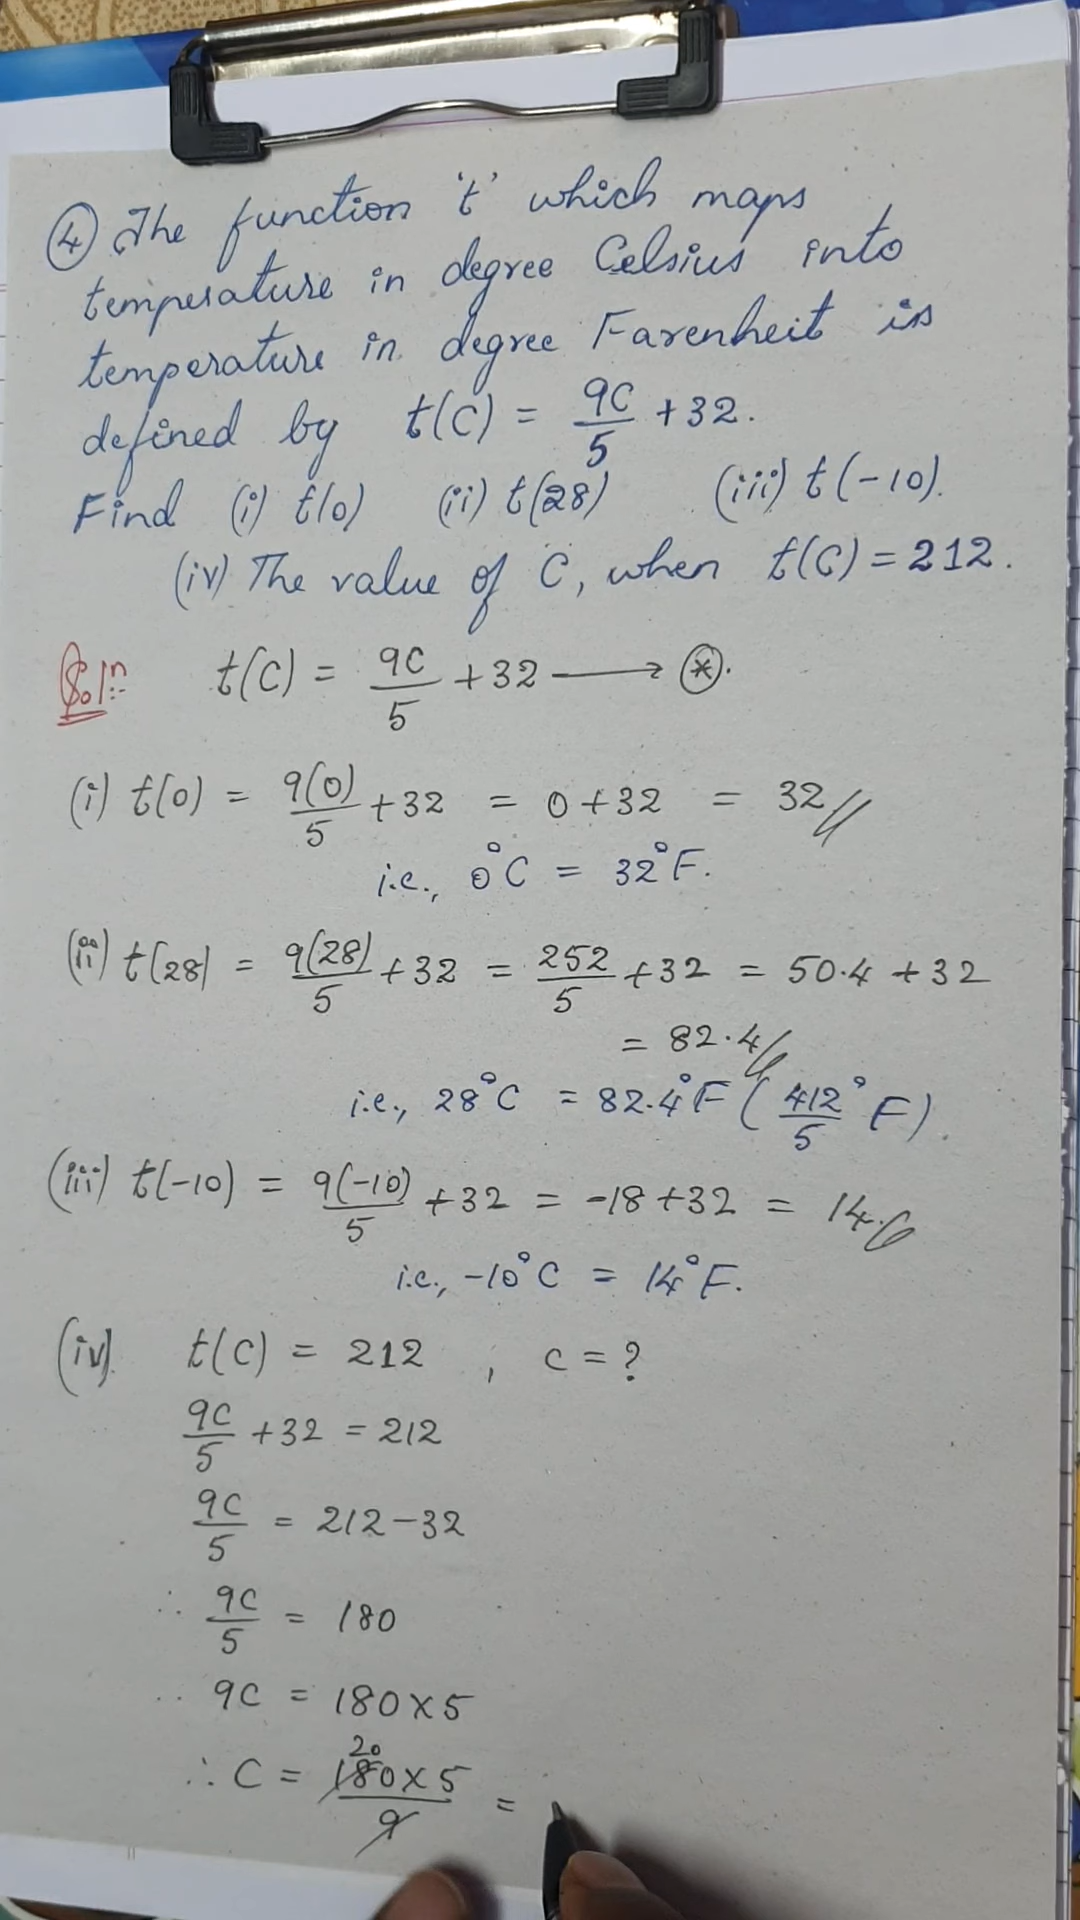 ④ The function 't' which maps
temperature in degree Celsius into
temperature in degree Farenheit is
defined by t(C) = 9C/5 + 32.
Find (i) t(0) (ii) t(28) (iii) t(-10).
(iv) The value of C, when t(C) = 212.
Soln:- t(C) = 9C/5 + 32 → ⊛.
(i) t(0) = 9(0)/5 + 32 = 0 + 32 = 32//
i.e., 0°C = 32°F.
(ii) t(28) = 9(28)/5 + 32 = 252/5 + 32 = 50.4 + 32
= 82.4//
i.e., 28°C = 82.4°F (412/5 °F).
(iii) t(-10) = 9(-10)/5 + 32 = -18 + 32 = 14//
i.e., -10°C = 14°F.
(iv) t(C) = 212 , C = ?
9C/5 + 32 = 212
9C/5 = 212 - 32
∴ 9C/5 = 180
∴ 9C = 180 × 5
20
∴ C = 180 × 5/9 =